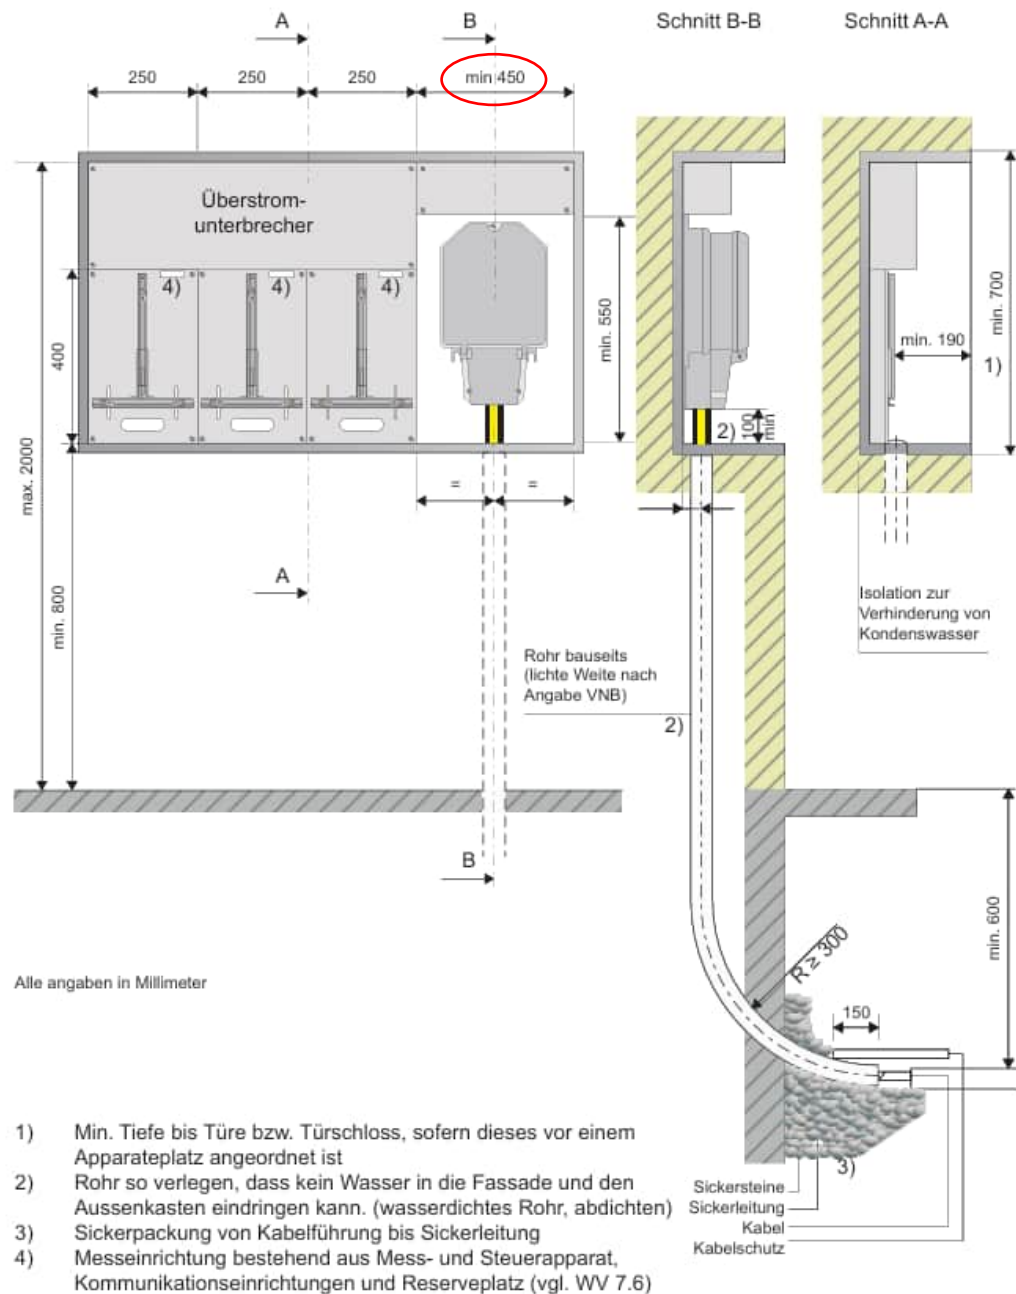 A
B
Schnitt B-B
Schnitt A-A
250
250
250
min 450
Überstrom-
unterbrecher
4)
4)
4)
400
max. 2000
min. 800
min. 550
2)
100
min
min. 190
min. 700
1)
=
=
A
Isolation zur
Verhinderung von
Kondenswasser
Rohr bauseits
(lichte Weite nach
Angabe VNB)
2)
B
min. 600
R ≥ 300
150
Alle angaben in Millimeter
3)
Sickersteine
Sickerleitung
Kabel
Kabelschutz
1) Min. Tiefe bis Türe bzw. Türschloss, sofern dieses vor einem
Apparateplatz angeordnet ist
2) Rohr so verlegen, dass kein Wasser in die Fassade und den
Aussenkasten eindringen kann. (wasserdichtes Rohr, abdichten)
3) Sickerpackung von Kabelführung bis Sickerleitung
4) Messeinrichtung bestehend aus Mess- und Steuerapparat,
Kommunikationseinrichtungen und Reserveplatz (vgl. WV 7.6)